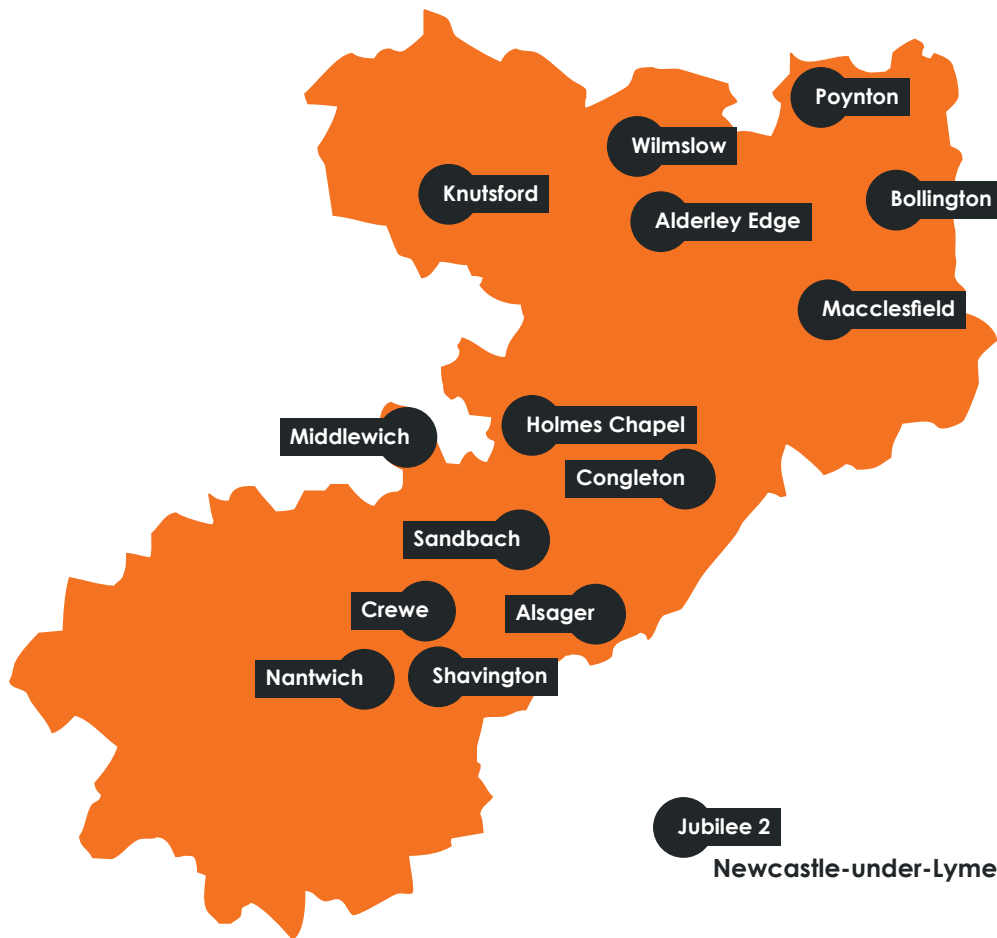 Poynton
Wilmslow
Knutsford
Bollington
Alderley Edge
Macclesfield
Holmes Chapel
Middlewich
Congleton
Sandbach
Crewe
Alsager
Nantwich
Shavington
Jubilee 2
Newcastle-under-Lyme